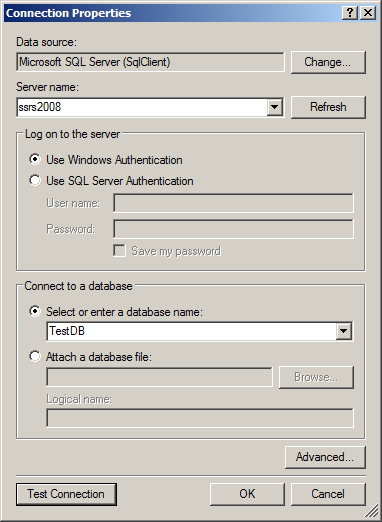 Connection Properties
Data source:
Microsoft SQL Server (SqlClient)
Change...
Server name:
ssrs2008
Refresh
Log on to the server
Use Windows Authentication
Use SQL Server Authentication
User name:
Password:
Save my password
Connect to a database
Select or enter a database name:
TestDB
Attach a database file:
Browse...
Logical name:
Advanced...
Test Connection
OK
Cancel